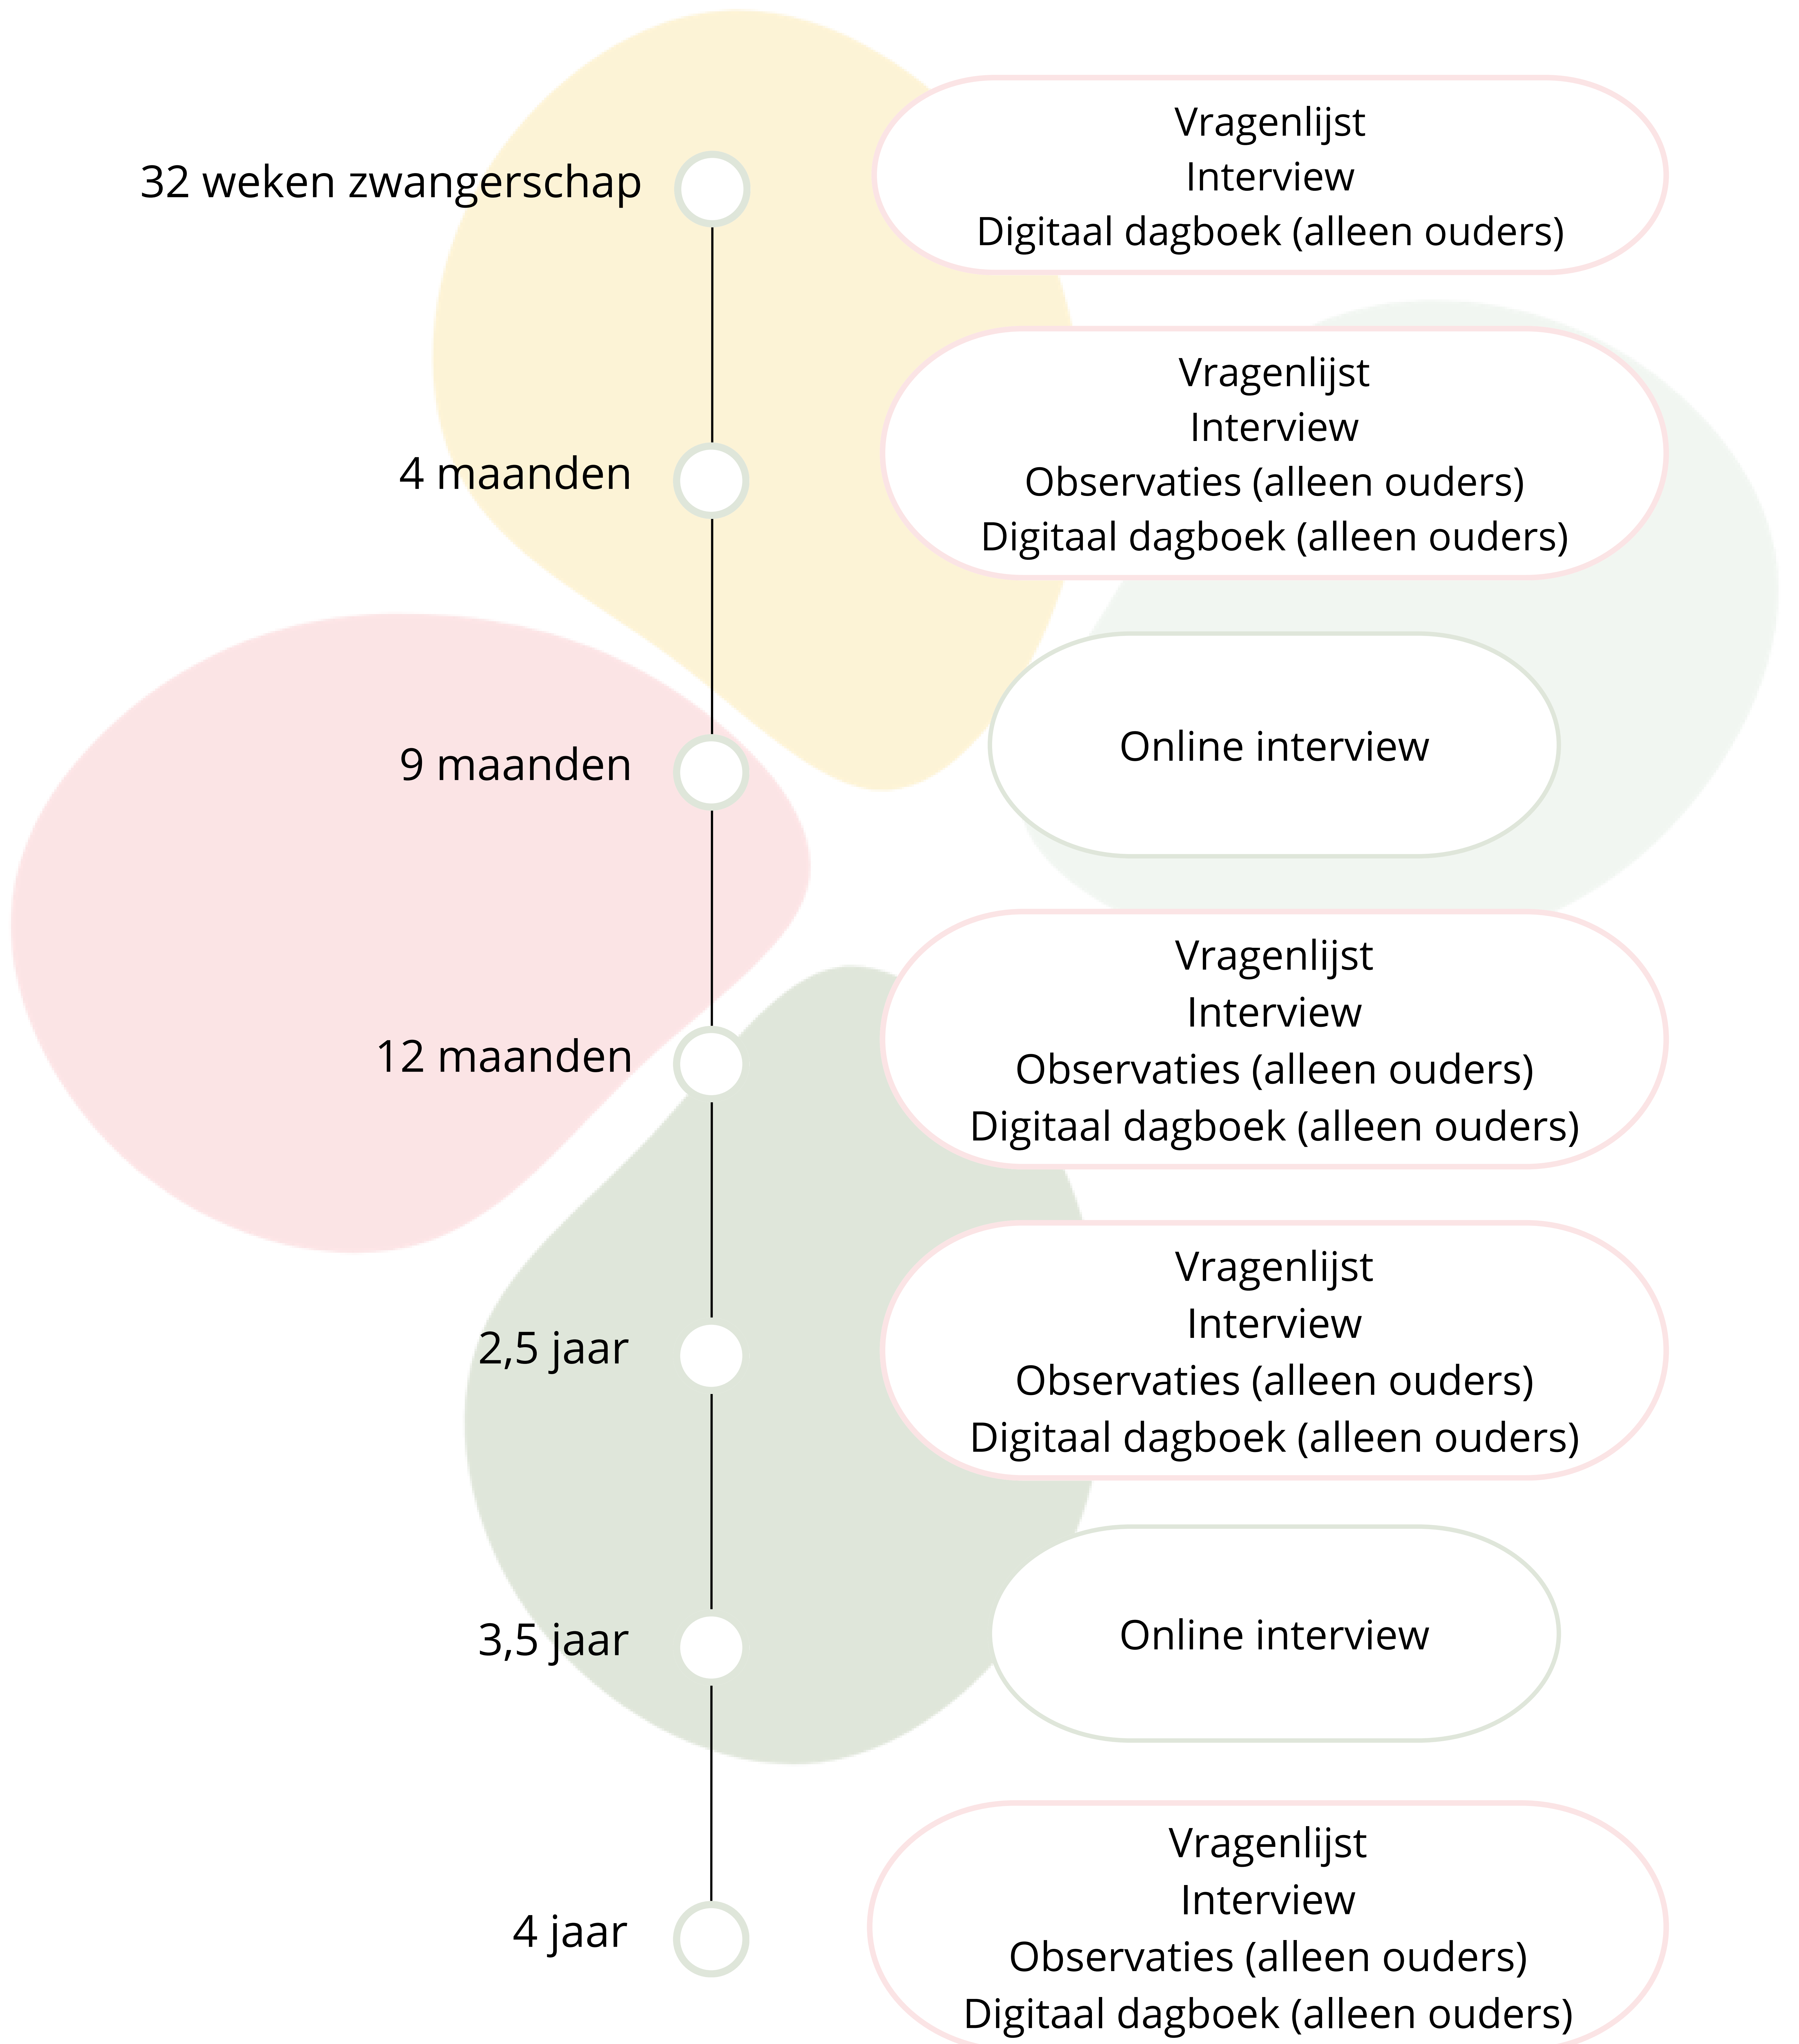 32 weken zwangerschap
Vragenlijst
Interview
Digitaal dagboek (alleen ouders)
4 maanden
Vragenlijst
Interview
Observaties (alleen ouders)
Digitaal dagboek (alleen ouders)
9 maanden
Online interview
12 maanden
Vragenlijst
Interview
Observaties (alleen ouders)
Digitaal dagboek (alleen ouders)
2,5 jaar
Vragenlijst
Interview
Observaties (alleen ouders)
Digitaal dagboek (alleen ouders)
3,5 jaar
Online interview
4 jaar
Vragenlijst
Interview
Observaties (alleen ouders)
Digitaal dagboek (alleen ouders)